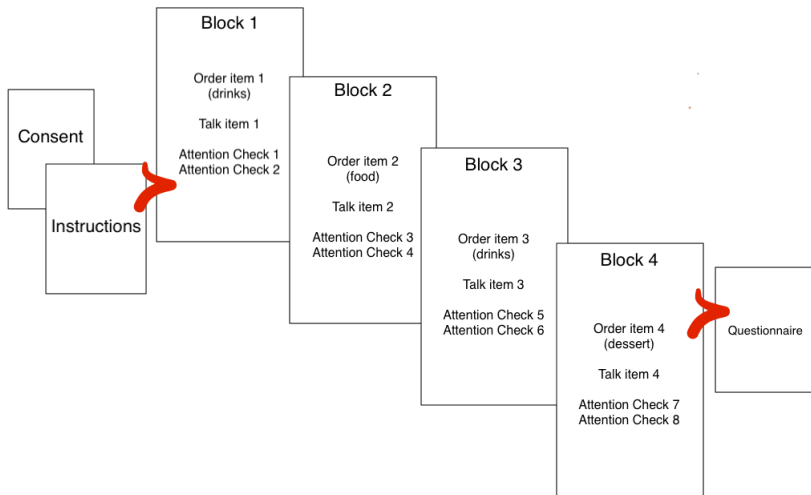 Consent
Instructions
Block 1
Order item 1
(drinks)
Talk item 1
Attention Check 1
Attention Check 2
Block 2
Order item 2
(food)
Talk item 2
Attention Check 3
Attention Check 4
Block 3
Order item 3
(drinks)
Talk item 3
Attention Check 5
Attention Check 6
Block 4
Order item 4
(dessert)
Talk item 4
Attention Check 7
Attention Check 8
Questionnaire